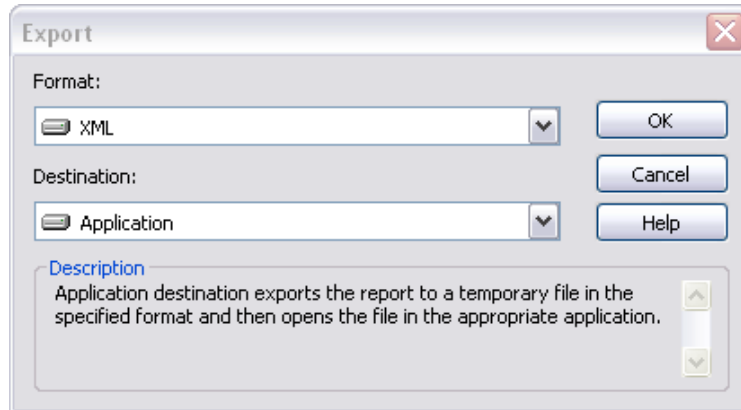 Export
Format:
XML
OK
Destination:
Cancel
Application
Help
Description
Application destination exports the report to a temporary file in the
specified format and then opens the file in the appropriate application.